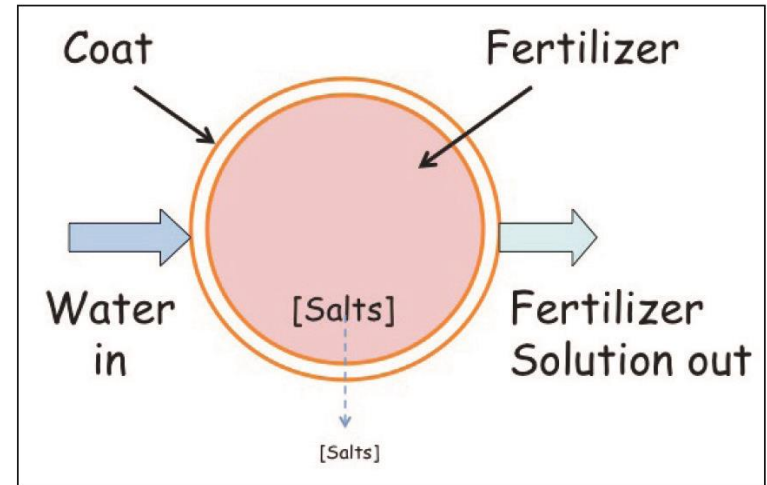 Coat
Fertilizer
Water
in
[Salts]
Fertilizer
Solution out
[Salts]